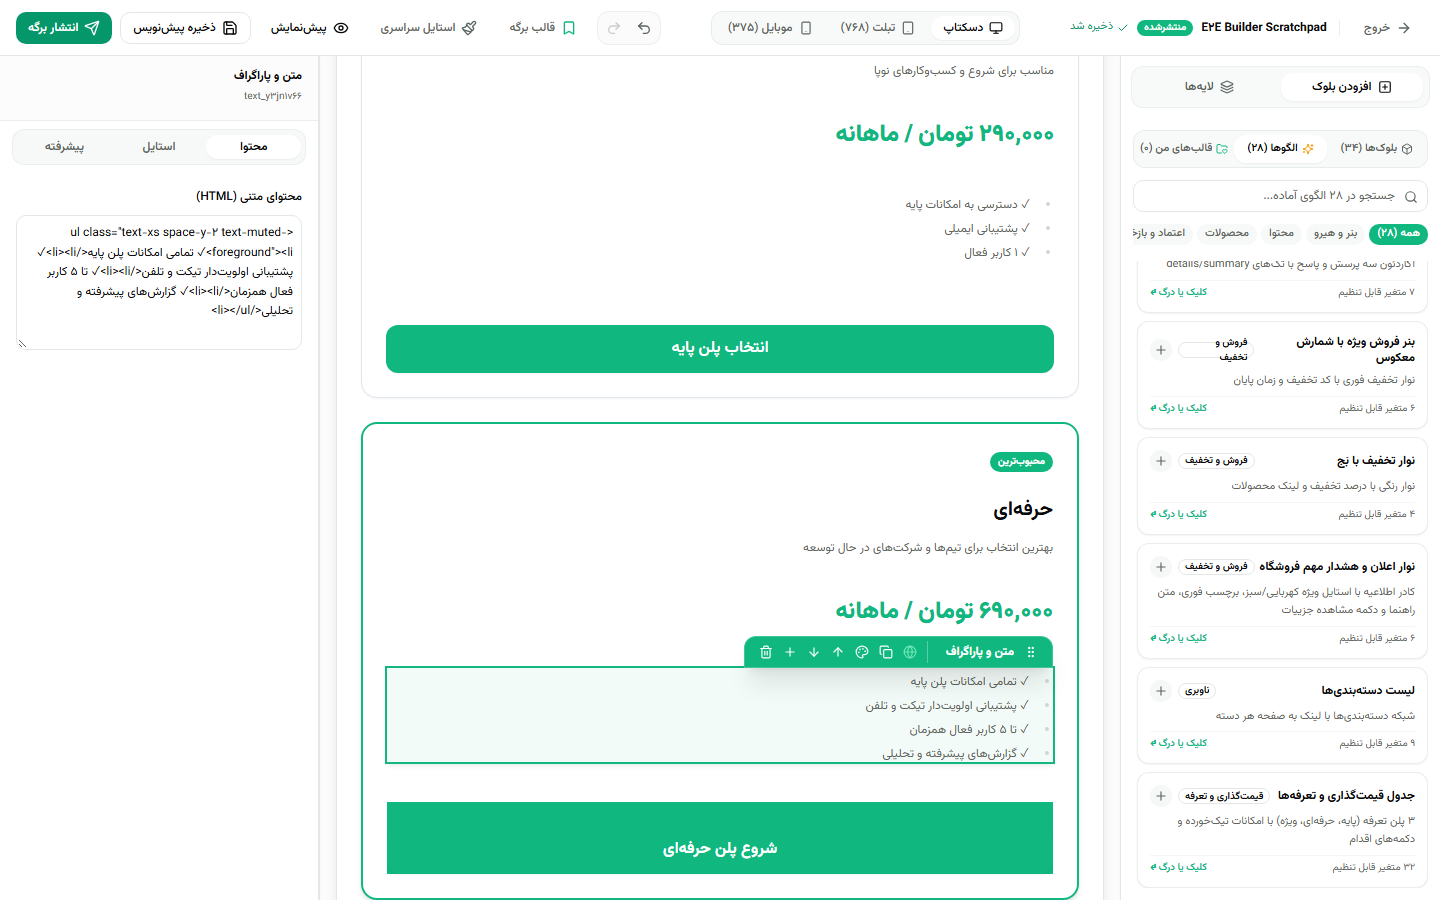 خروج
E۲E Builder Scratchpad
منتشرشده
ذخیره شد
دسکتاپ
تبلت (۷۶۸)
موبایل (۳۷۵)
قالب برگه
استایل سراسری
پیش‌نمایش
ذخیره پیش‌نویس
انتشار برگه
افزودن بلوک
لایه‌ها
بلوک‌ها (۳۴)
الگوها (۲۸)
قالب‌های من (۰)
جستجو در ۲۸ الگوی آماده...
همه (۲۸)
بنر و هیرو
محتوا
محصولات
اعتماد و بازخ
آکاردئون سه پرسش و پاسخ با تگ‌های details/summary
۷ متغیر قابل تنظیم
کلیک یا درگ
بنر فروش ویژه با شمارش
معکوس
فروش و
تخفیف
نوار تخفیف فوری با کد تخفیف و زمان پایان
۶ متغیر قابل تنظیم
کلیک یا درگ
نوار تخفیف با بَج
فروش و تخفیف
نوار رنگی با درصد تخفیف و لینک محصولات
۴ متغیر قابل تنظیم
کلیک یا درگ
نوار اعلان و هشدار مهم فروشگاه
فروش و تخفیف
کادر اطلاعیه با استایل ویژه کهربایی/سبز، برچسب فوری، متن
راهنما و دکمه مشاهده جزییات
۶ متغیر قابل تنظیم
کلیک یا درگ
لیست دسته‌بندی‌ها
ناوبری
شبکه دسته‌بندی‌ها با لینک به صفحه هر دسته
۹ متغیر قابل تنظیم
کلیک یا درگ
جدول قیمت‌گذاری و تعرفه‌ها
قیمت‌گذاری و تعرفه
۳ پلن تعرفه (پایه، حرفه‌ای، ویژه) با امکانات تیک‌خورده و
دکمه‌های اقدام
۳۲ متغیر قابل تنظیم
کلیک یا درگ
مناسب برای شروع و کسب‌وکارهای نوپا
۲۹۰,۰۰۰ تومان / ماهانه
✓ دسترسی به امکانات پایه
✓ پشتیبانی ایمیلی
✓ ۱ کاربر فعال
انتخاب پلن پایه
محبوب‌ترین
حرفه‌ای
بهترین انتخاب برای تیم‌ها و شرکت‌های در حال توسعه
۶۹۰,۰۰۰ تومان / ماهانه
متن و پاراگراف
✓ تمامی امکانات پلن پایه
✓ پشتیبانی اولویت‌دار تیکت و تلفن
✓ تا ۵ کاربر فعال همزمان
✓ گزارش‌های پیشرفته و تحلیلی
شروع پلن حرفه‌ای
متن و پاراگراف
text_y۳jn۱v۶۶
محتوا
استایل
پیشرفته
محتوای متنی (HTML)
<ul class="text-xs space-y-۲ text-muted-
foreground"><li>✓ تمامی امکانات پلن پایه</li><li>✓
پشتیبانی اولویت‌دار تیکت و تلفن</li><li>✓ تا ۵ کاربر
فعال همزمان</li><li>✓ گزارش‌های پیشرفته و
تحلیلی</li></ul>